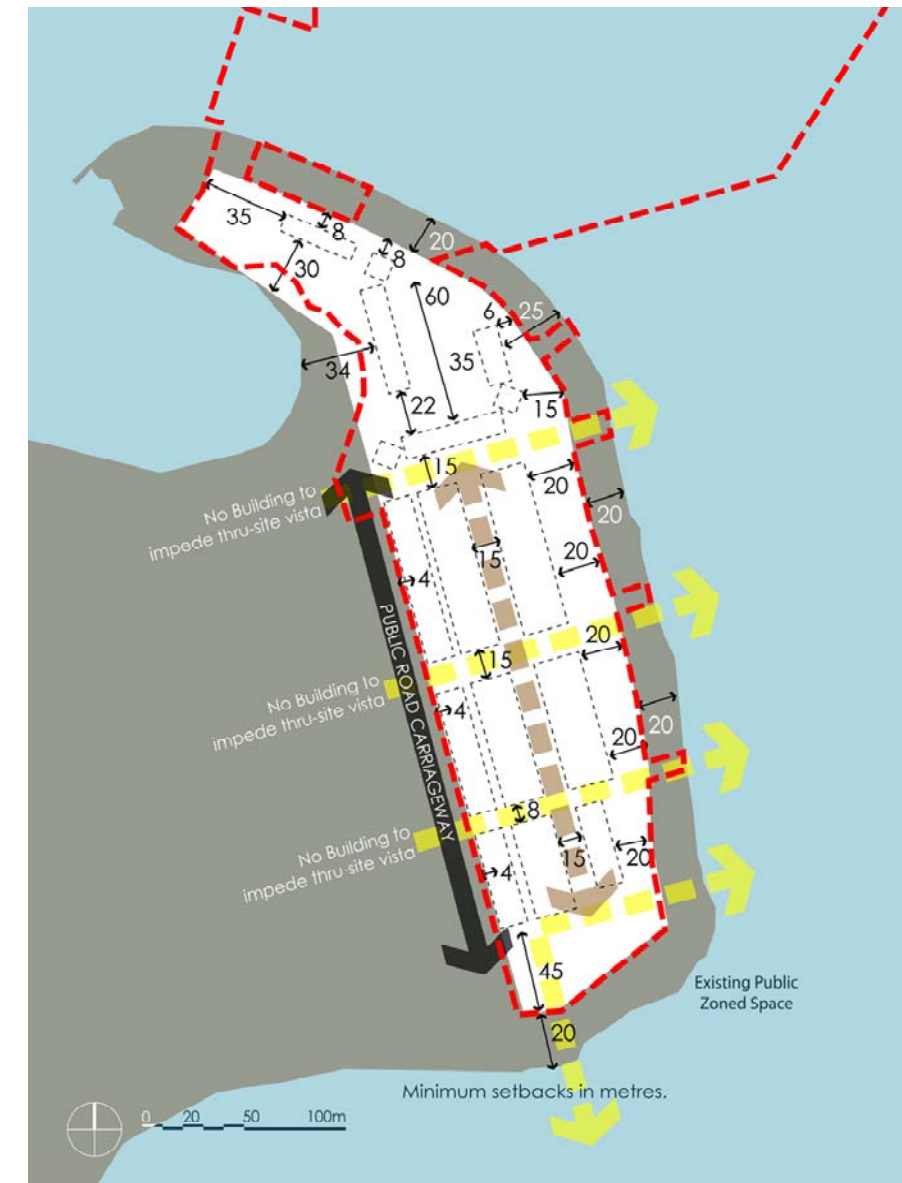 35
8
8
20
30
60
6
25
34
35
22
15
15
20
No Building to
impede thru-site vista
20
15
20
4
PUBLIC ROAD CARRIAGEWAY
15
20
No Building to
impede thru-site vista
4
20
20
8
No Building to
impede thru-site vista
15
20
4
45
Existing Public
Zoned Space
20
Minimum setbacks in metres.
0 20 50 100m